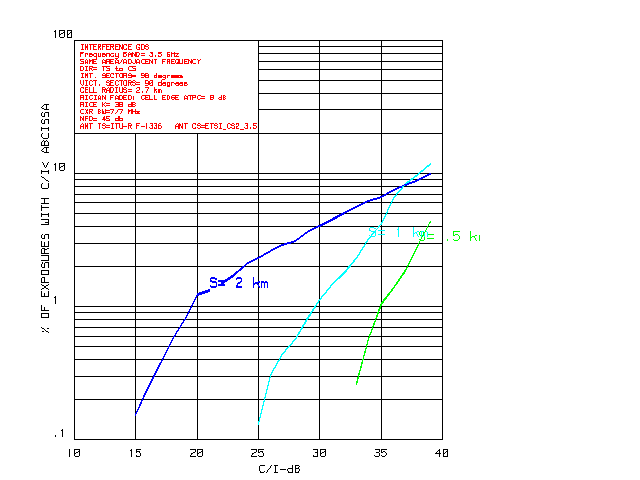 100
INTERFERENCE GDS
Frequency BAND= 3.5 GHz
SAME AREA/ADJACENT FREQUENCY
DIR= TS to CS
INT. SECTORS= 90 degrees
VICT. SECTORS= 90 degrees
CELL RADIUS= 2.7 km
RICIAN FADED: CELL EDGE ATPC= 0 dB
RICE K= 30 dB
CXR BW=7/7 MHz
NFD= 45 db
ANT TS=ITU-R F-1336 ANT CS=ETSI_CS2_3.5
% OF EXPOSURES WITH C/I< ABCISSA
10
S= 1 km
S= .5 km
S= 2 km
1
.1
10 15 20 25 30 35 40
C/I-dB